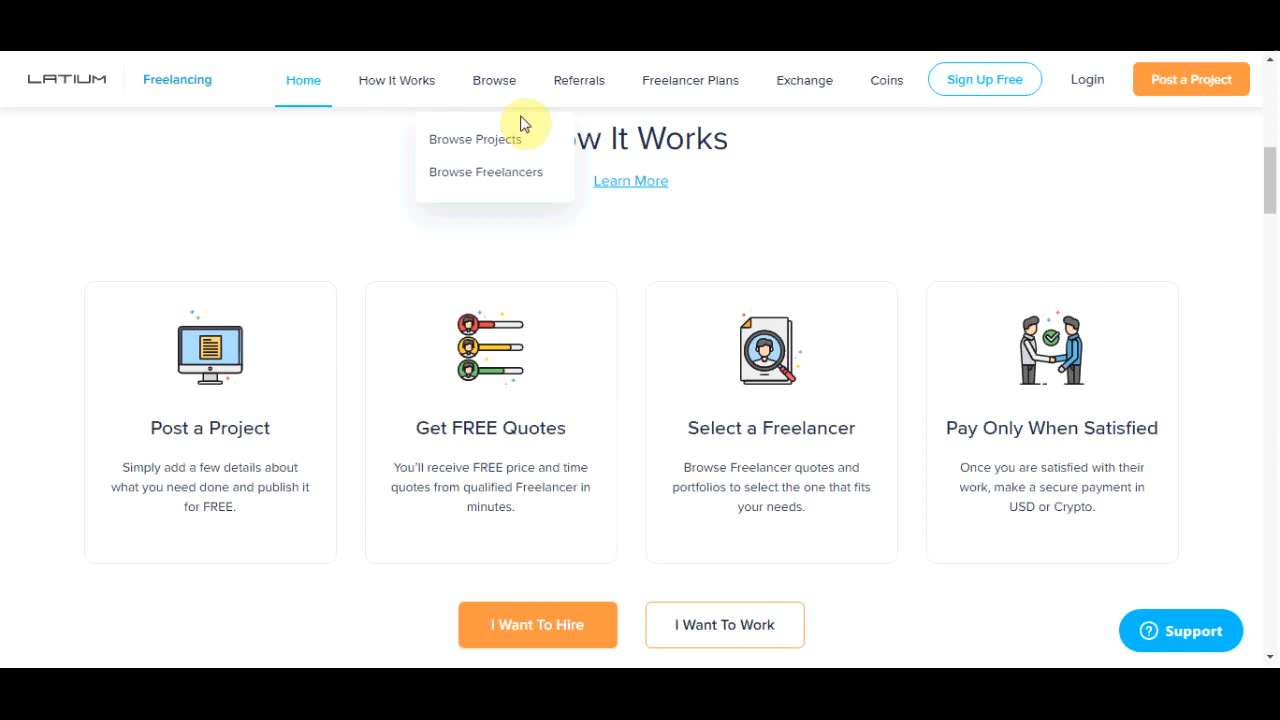 LATIUM
Freelancing
Home
How It Works
Browse
Referrals
Freelancer Plans
Exchange
Coins
Sign Up Free
Login
Post a Project
Browse Projects
Browse Freelancers
It Works
Learn More
Post a Project
Simply add a few details about
what you need done and publish it
for FREE.
Get FREE Quotes
You'll receive FREE price and time
quotes from qualified Freelancer in
minutes.
Select a Freelancer
Browse Freelancer quotes and
portfolios to select the one that fits
your needs.
Pay Only When Satisfied
Once you are satisfied with their
work, make a secure payment in
USD or Crypto.
I Want To Hire
I Want To Work
Support